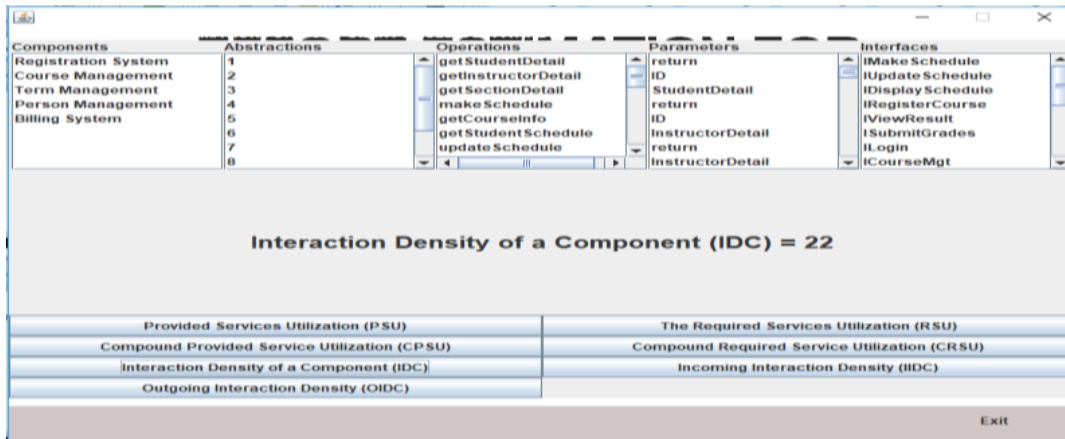 Components
Registration System
Course Management
Term Management
Person Management
Billing System
Abstractions
1
2
3
4
5
6
7
8
Operations
getStudentDetail
getInstructorDetail
getSectionDetail
makeSchedule
getCourseInfo
getStudentSchedule
updateSchedule
Parameters
return
ID
StudentDetail
return
ID
InstructorDetail
return
InstructorDetail
Interfaces
IMakeSchedule
IUpdateSchedule
IDisplaySchedule
IRegisterCourse
IViewResult
ISubmitGrades
ILogin
ICourseMgt
Interaction Density of a Component (IDC) = 22
Provided Services Utilization (PSU)
The Required Services Utilization (RSU)
Compound Provided Service Utilization (CPSU)
Compound Required Service Utilization (CRSU)
Interaction Density of a Component (IDC)
Incoming Interaction Density (IIDC)
Outgoing Interaction Density (OIDC)
Exit